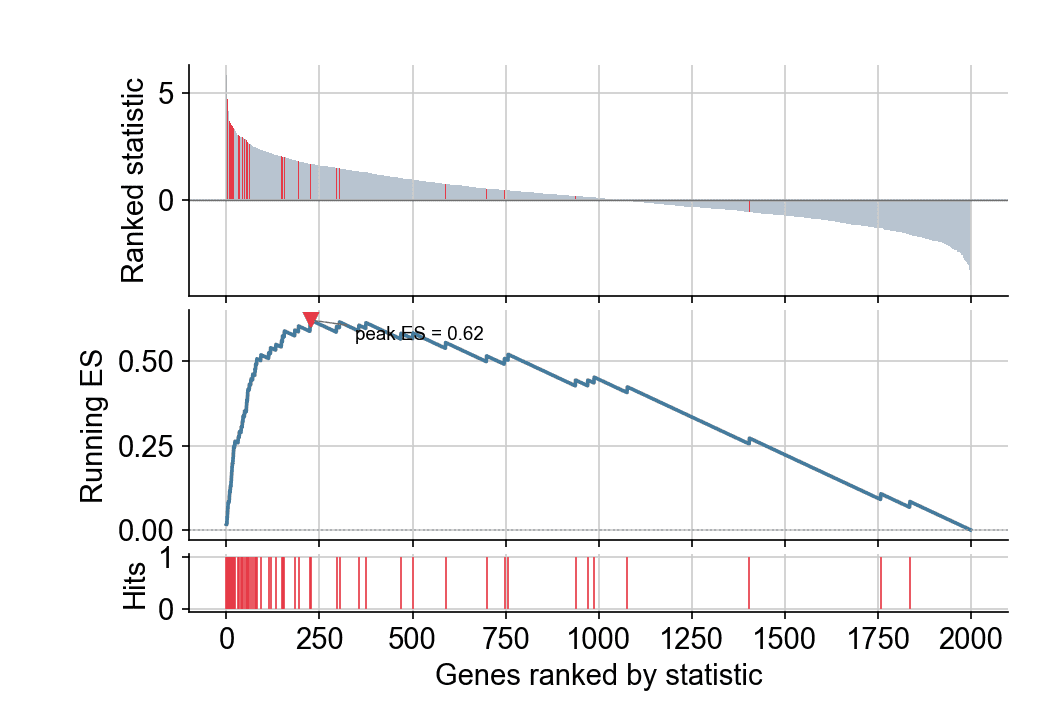 Ranked statistic
5
0
Running ES
0.50
0.25
0.00
peak ES = 0.62
Hits
1
0
0 250 500 750 1000 1250 1500 1750 2000
Genes ranked by statistic